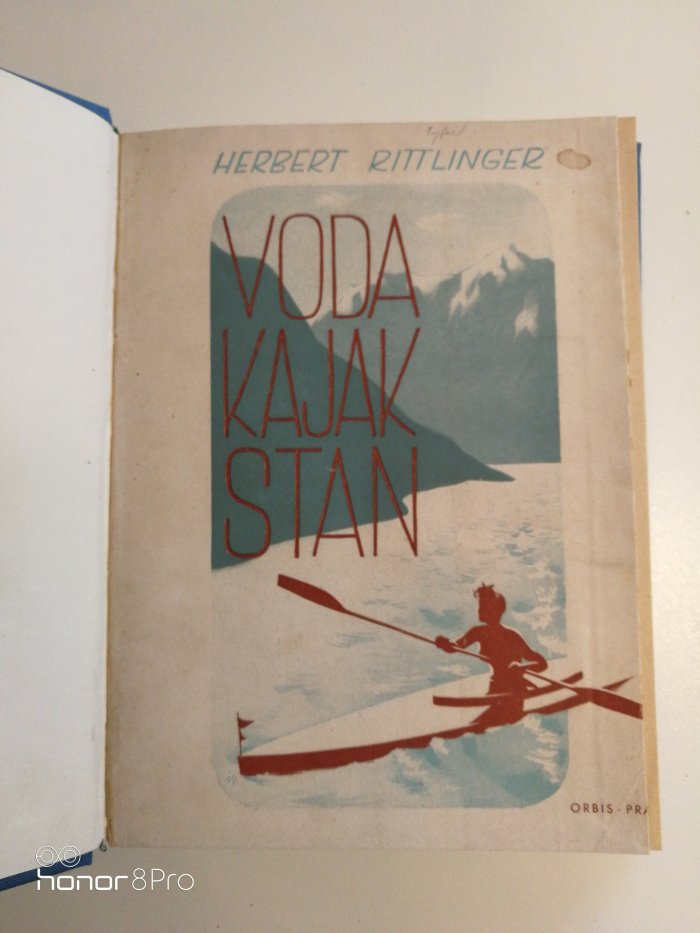 HERBERT RITTLINGER
VODA
KAJAK
STAN
ORBIS - PRA
honor 8Pro